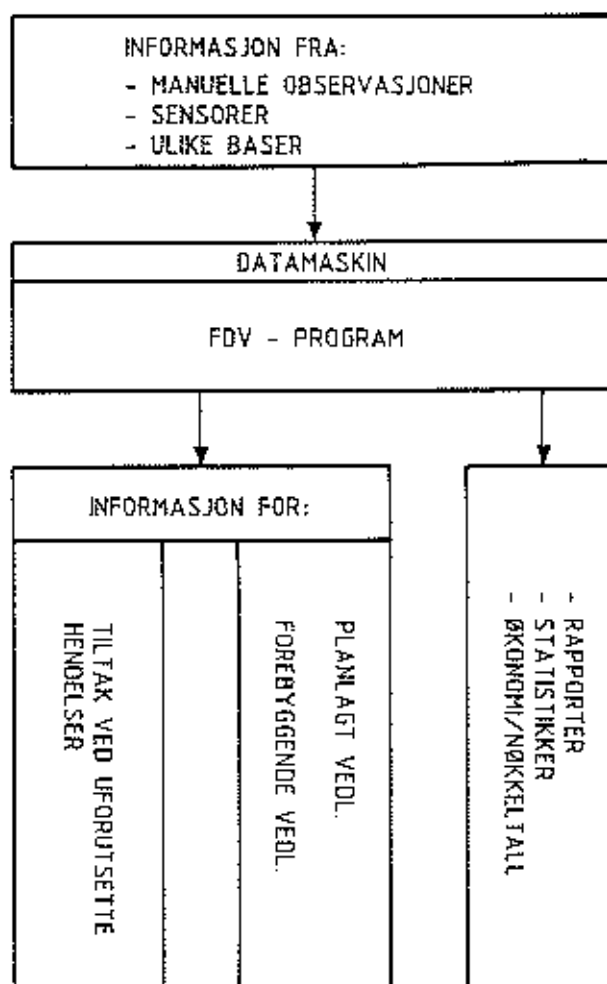 INFORMASJON FRA:
- MANUELLE OBSERVASJONER
- SENSORER
- ULIKE BASER
DATAMASKIN
FDV - PROGRAM
INFORMASJON FOR:
TILTAK VED UFORUTSETTE
HENDELSER
PLANLAGT VEDL.
FOREBYGGENDE VEDL.
- RAPPORTER
- STATISTIKKER
- ØKONOMI/NØKKELTALL